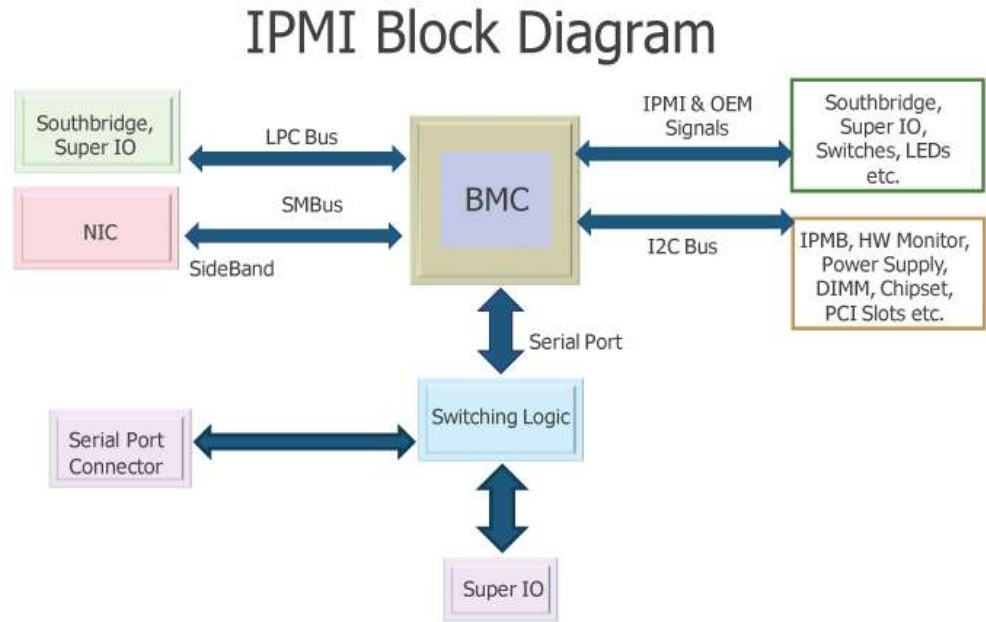 IPMI Block Diagram
Southbridge,
Super IO
LPC Bus
IPMI & OEM
Signals
Southbridge,
Super IO,
Switches, LEDs
etc.
BMC
NIC
SMBus
SideBand
I2C Bus
IPMB, HW Monitor,
Power Supply,
DIMM, Chipset,
PCI Slots etc.
Serial Port
Switching Logic
Serial Port
Connector
Super IO